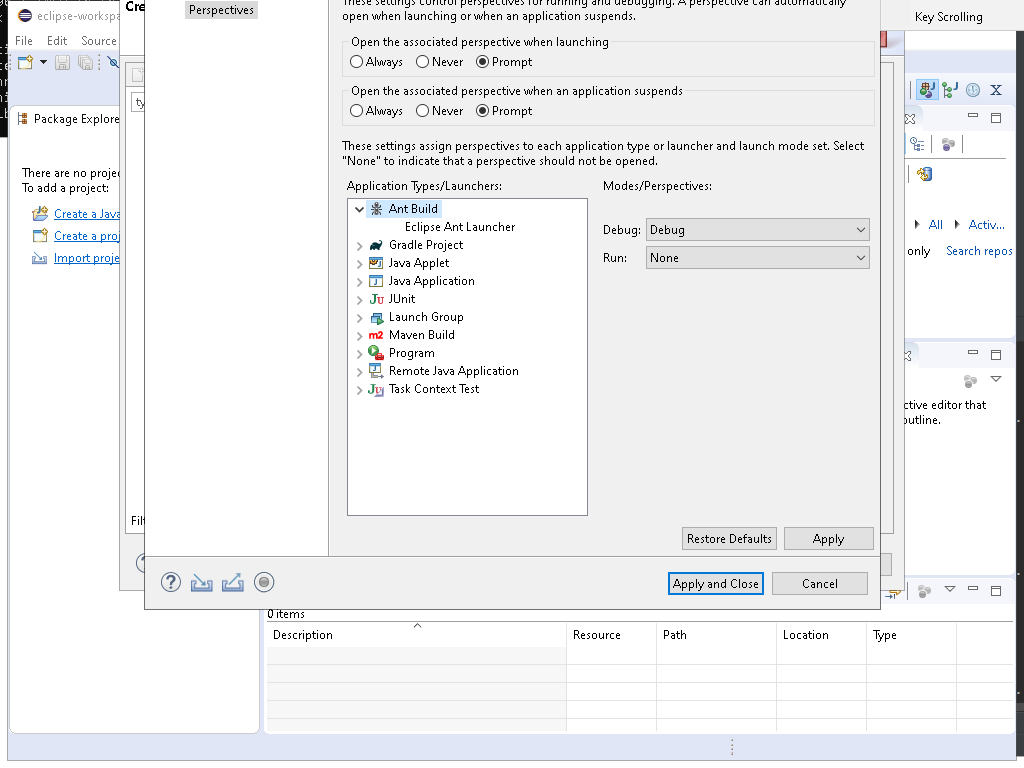 Cre
Perspectives
These settings control perspectives for running and debugging. A perspective can automatically
open when launching or when an application suspends.
Key Scrolling
eclipse-workspa
File Edit Source
Open the associated perspective when launching
Always Never Prompt
Open the associated perspective when an application suspends
Always Never Prompt
ty
Package Explore
There are no proje
To add a project:
Create a Java
Create a proj
Import proje
These settings assign perspectives to each application type or launcher and launch mode set. Select
"None" to indicate that a perspective should not be opened.
Application Types/Launchers:
Modes/Perspectives:
Ant Build
Eclipse Ant Launcher
Gradle Project
Java Applet
Java Application
JUnit
Launch Group
Maven Build
Program
Remote Java Application
Task Context Test
Debug: Debug
Run: None
All Activ...
only Search repos
ctive editor that
outline.
Filt
Restore Defaults Apply
Apply and Close Cancel
0 items
Description Resource Path Location Type